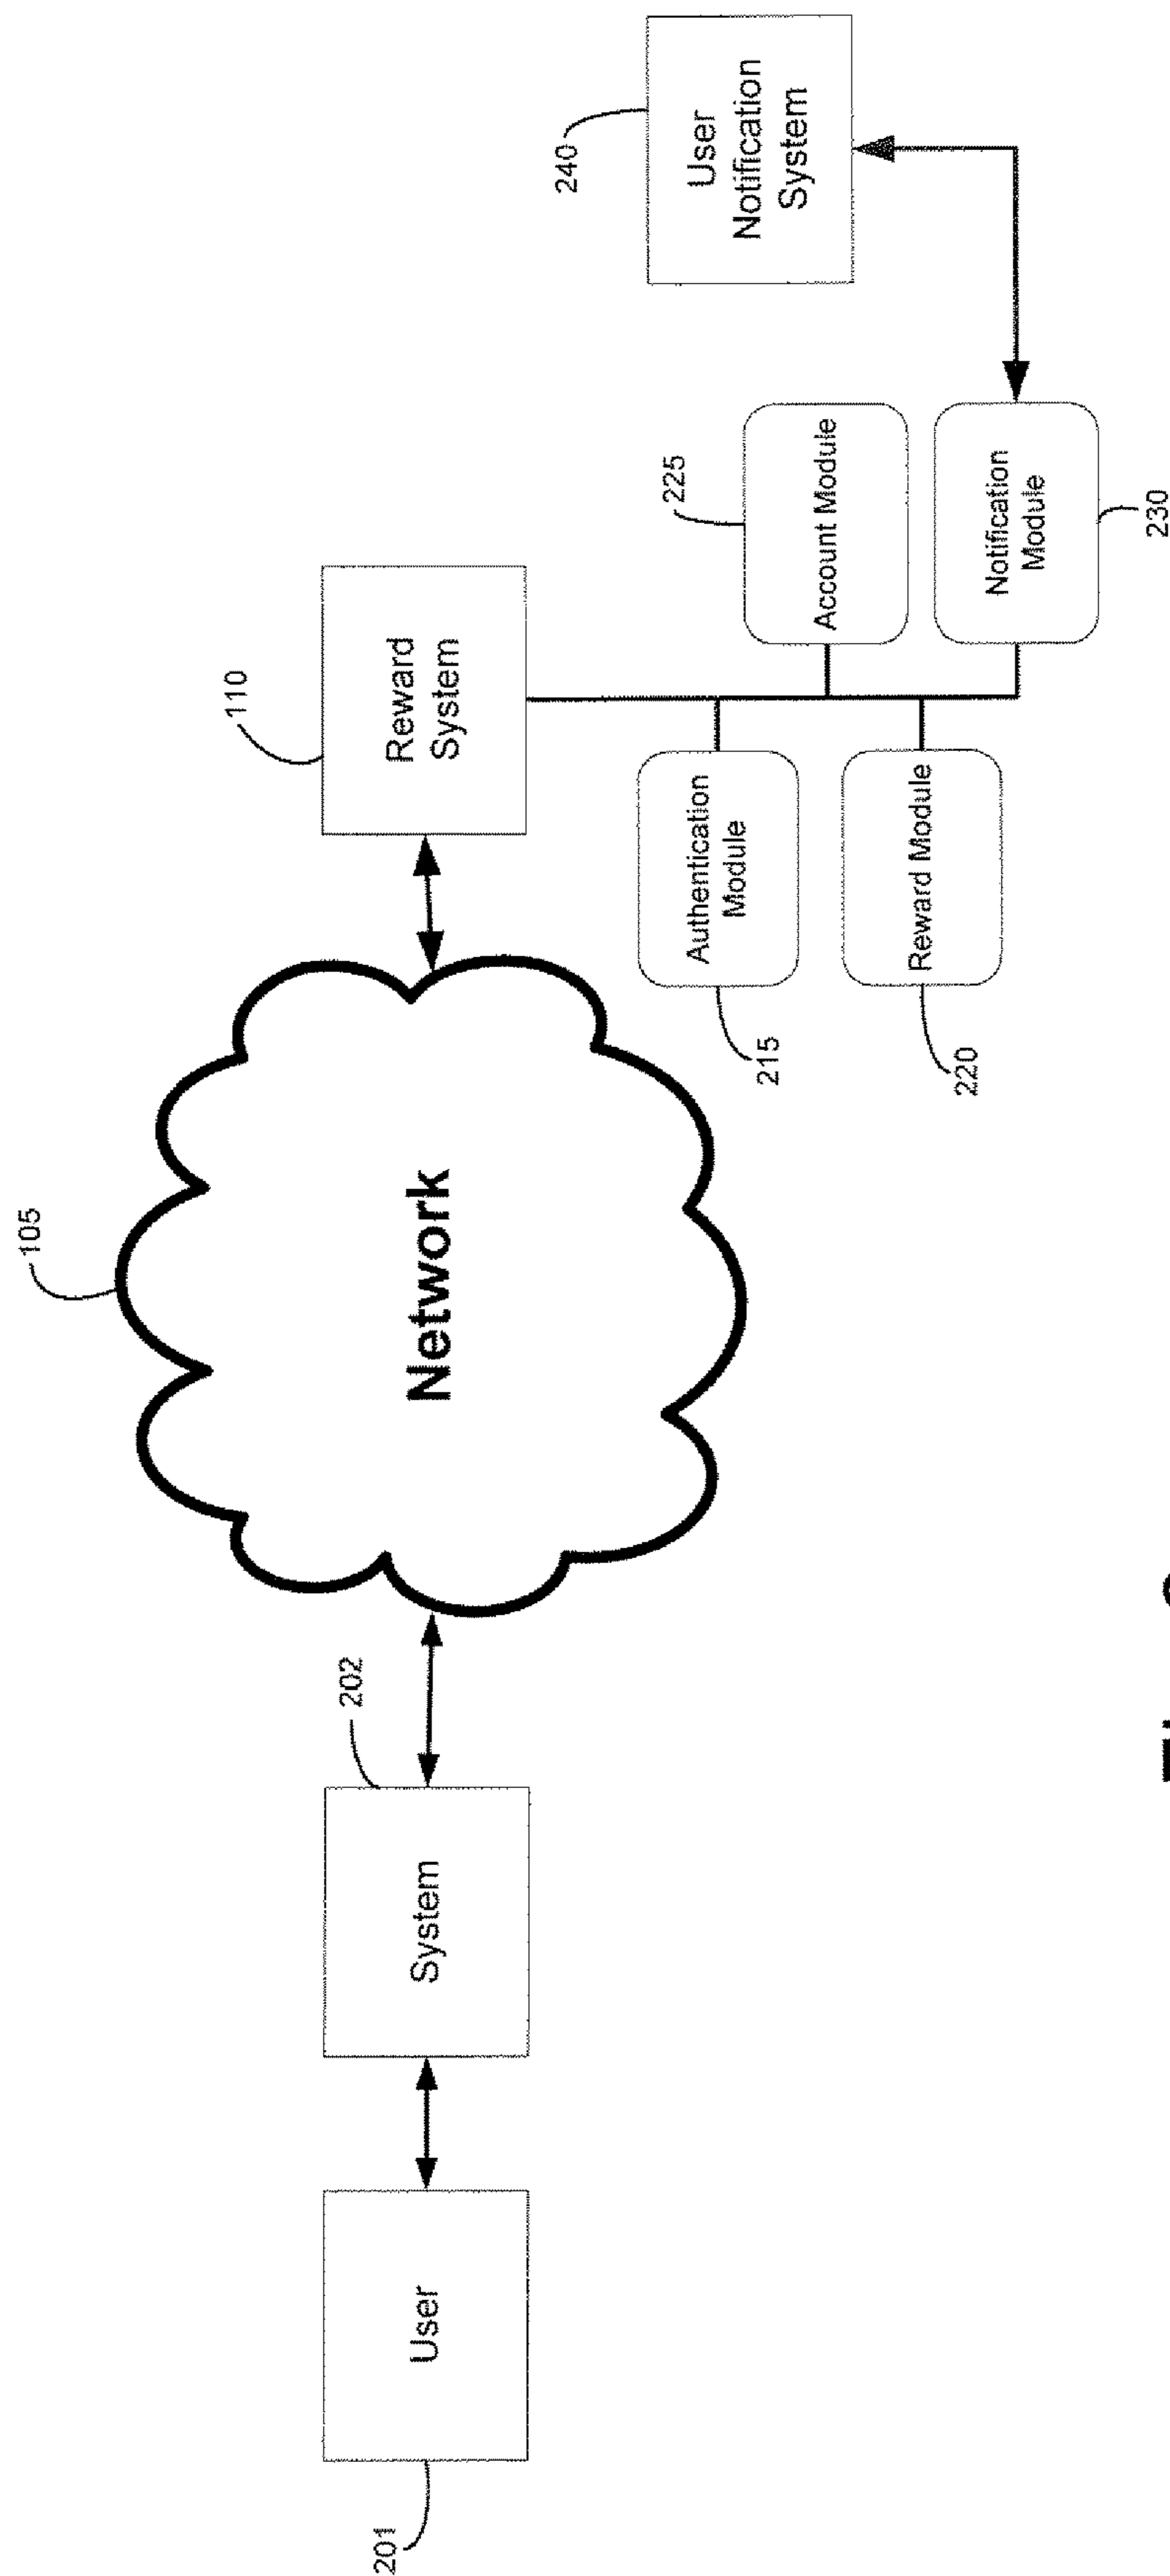 105
Network
201
User
202
System
110
Reward
System
215
Authentication
Module
225
Account Module
220
Reward Module
230
Notification
Module
240
User
Notification
System